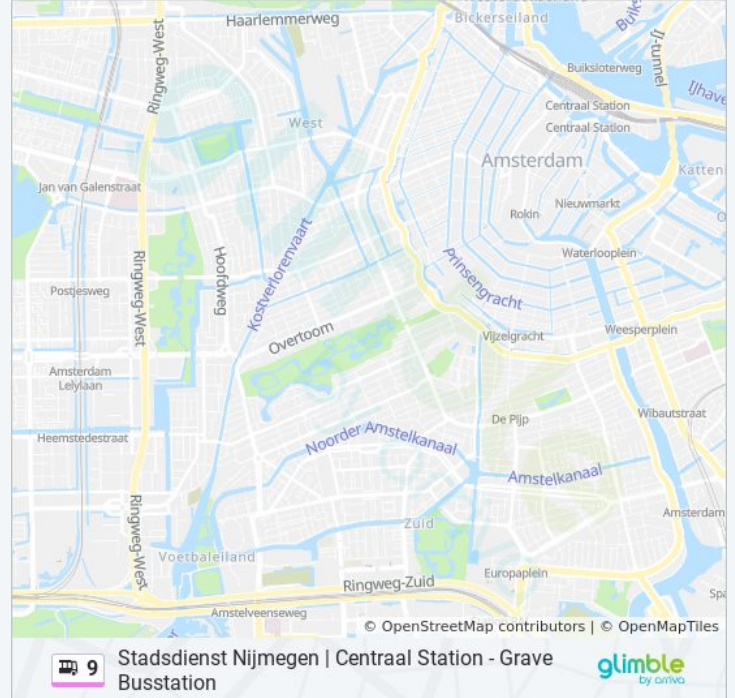 Haarlemmerweg
Bickerseiland
IJ-tunnel
Ringweg-West
Buiksloterweg
IJhave
Centraal Station
Centraal Station
West
Amsterdam
Katten
Jan van Galenstraat
Nieuwmarkt
Rokin
Kostverlorenvaart
Hoofdweg
Waterlooplein
Prinsengracht
Ringweg-West
Postjesweg
Overtoom
Vijzelgracht
Weesperplein
Amsterdam
Lelylaan
De Pijp
Wibautstraat
Heemstedestraat
Noorder Amstelkanaal
Amstelkanaal
Ringweg-West
Zuid
Amsterdam
Voetbaleiland
Europaplein
Ringweg-Zuid
Spa
Amstelveenseweg
© OpenStreetMap contributors | © OpenMapTiles
9
Stadsdienst Nijmegen | Centraal Station - Grave
Busstation
glimble
by arriva